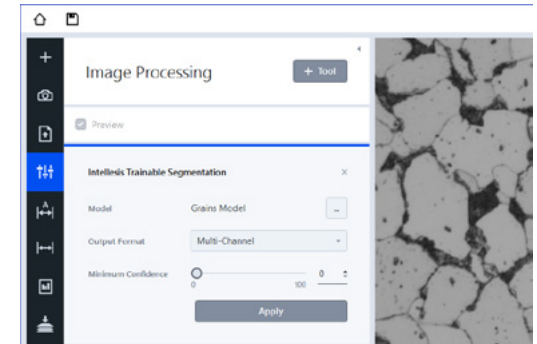 Image Processing
+ Tool
Preview
Intellesis Trainable Segmentation
Model
Grains Model
...
Output Format
Multi-Channel
Minimum Confidence
0
100
0
Apply
A